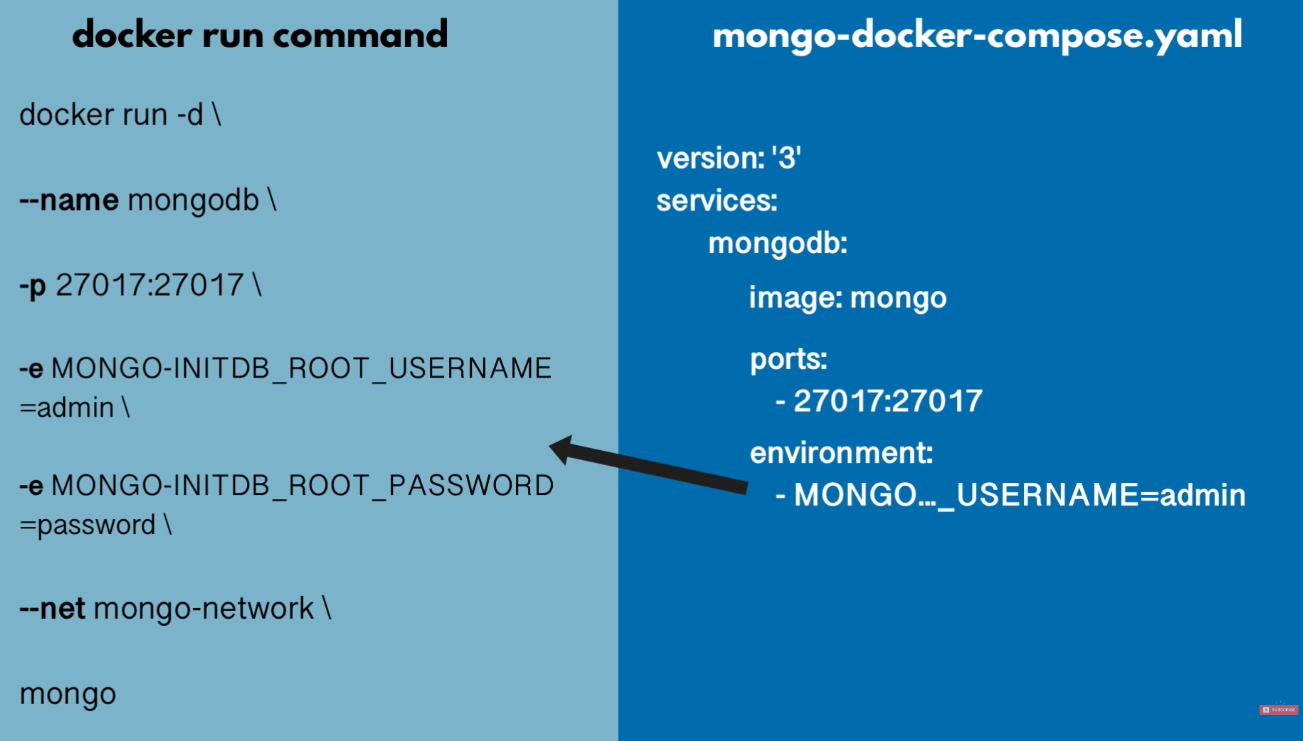 docker run command
docker run -d \
--name mongodb \
-p 27017:27017 \
-e MONGO-INITDB_ROOT_USERNAME
=admin \
-e MONGO-INITDB_ROOT_PASSWORD
=password \
--net mongo-network \
mongo
mongo-docker-compose.yaml
version: '3'
services:
mongodb:
image: mongo
ports:
- 27017:27017
environment:
- MONGO..._USERNAME=admin
SUBSCRIBE